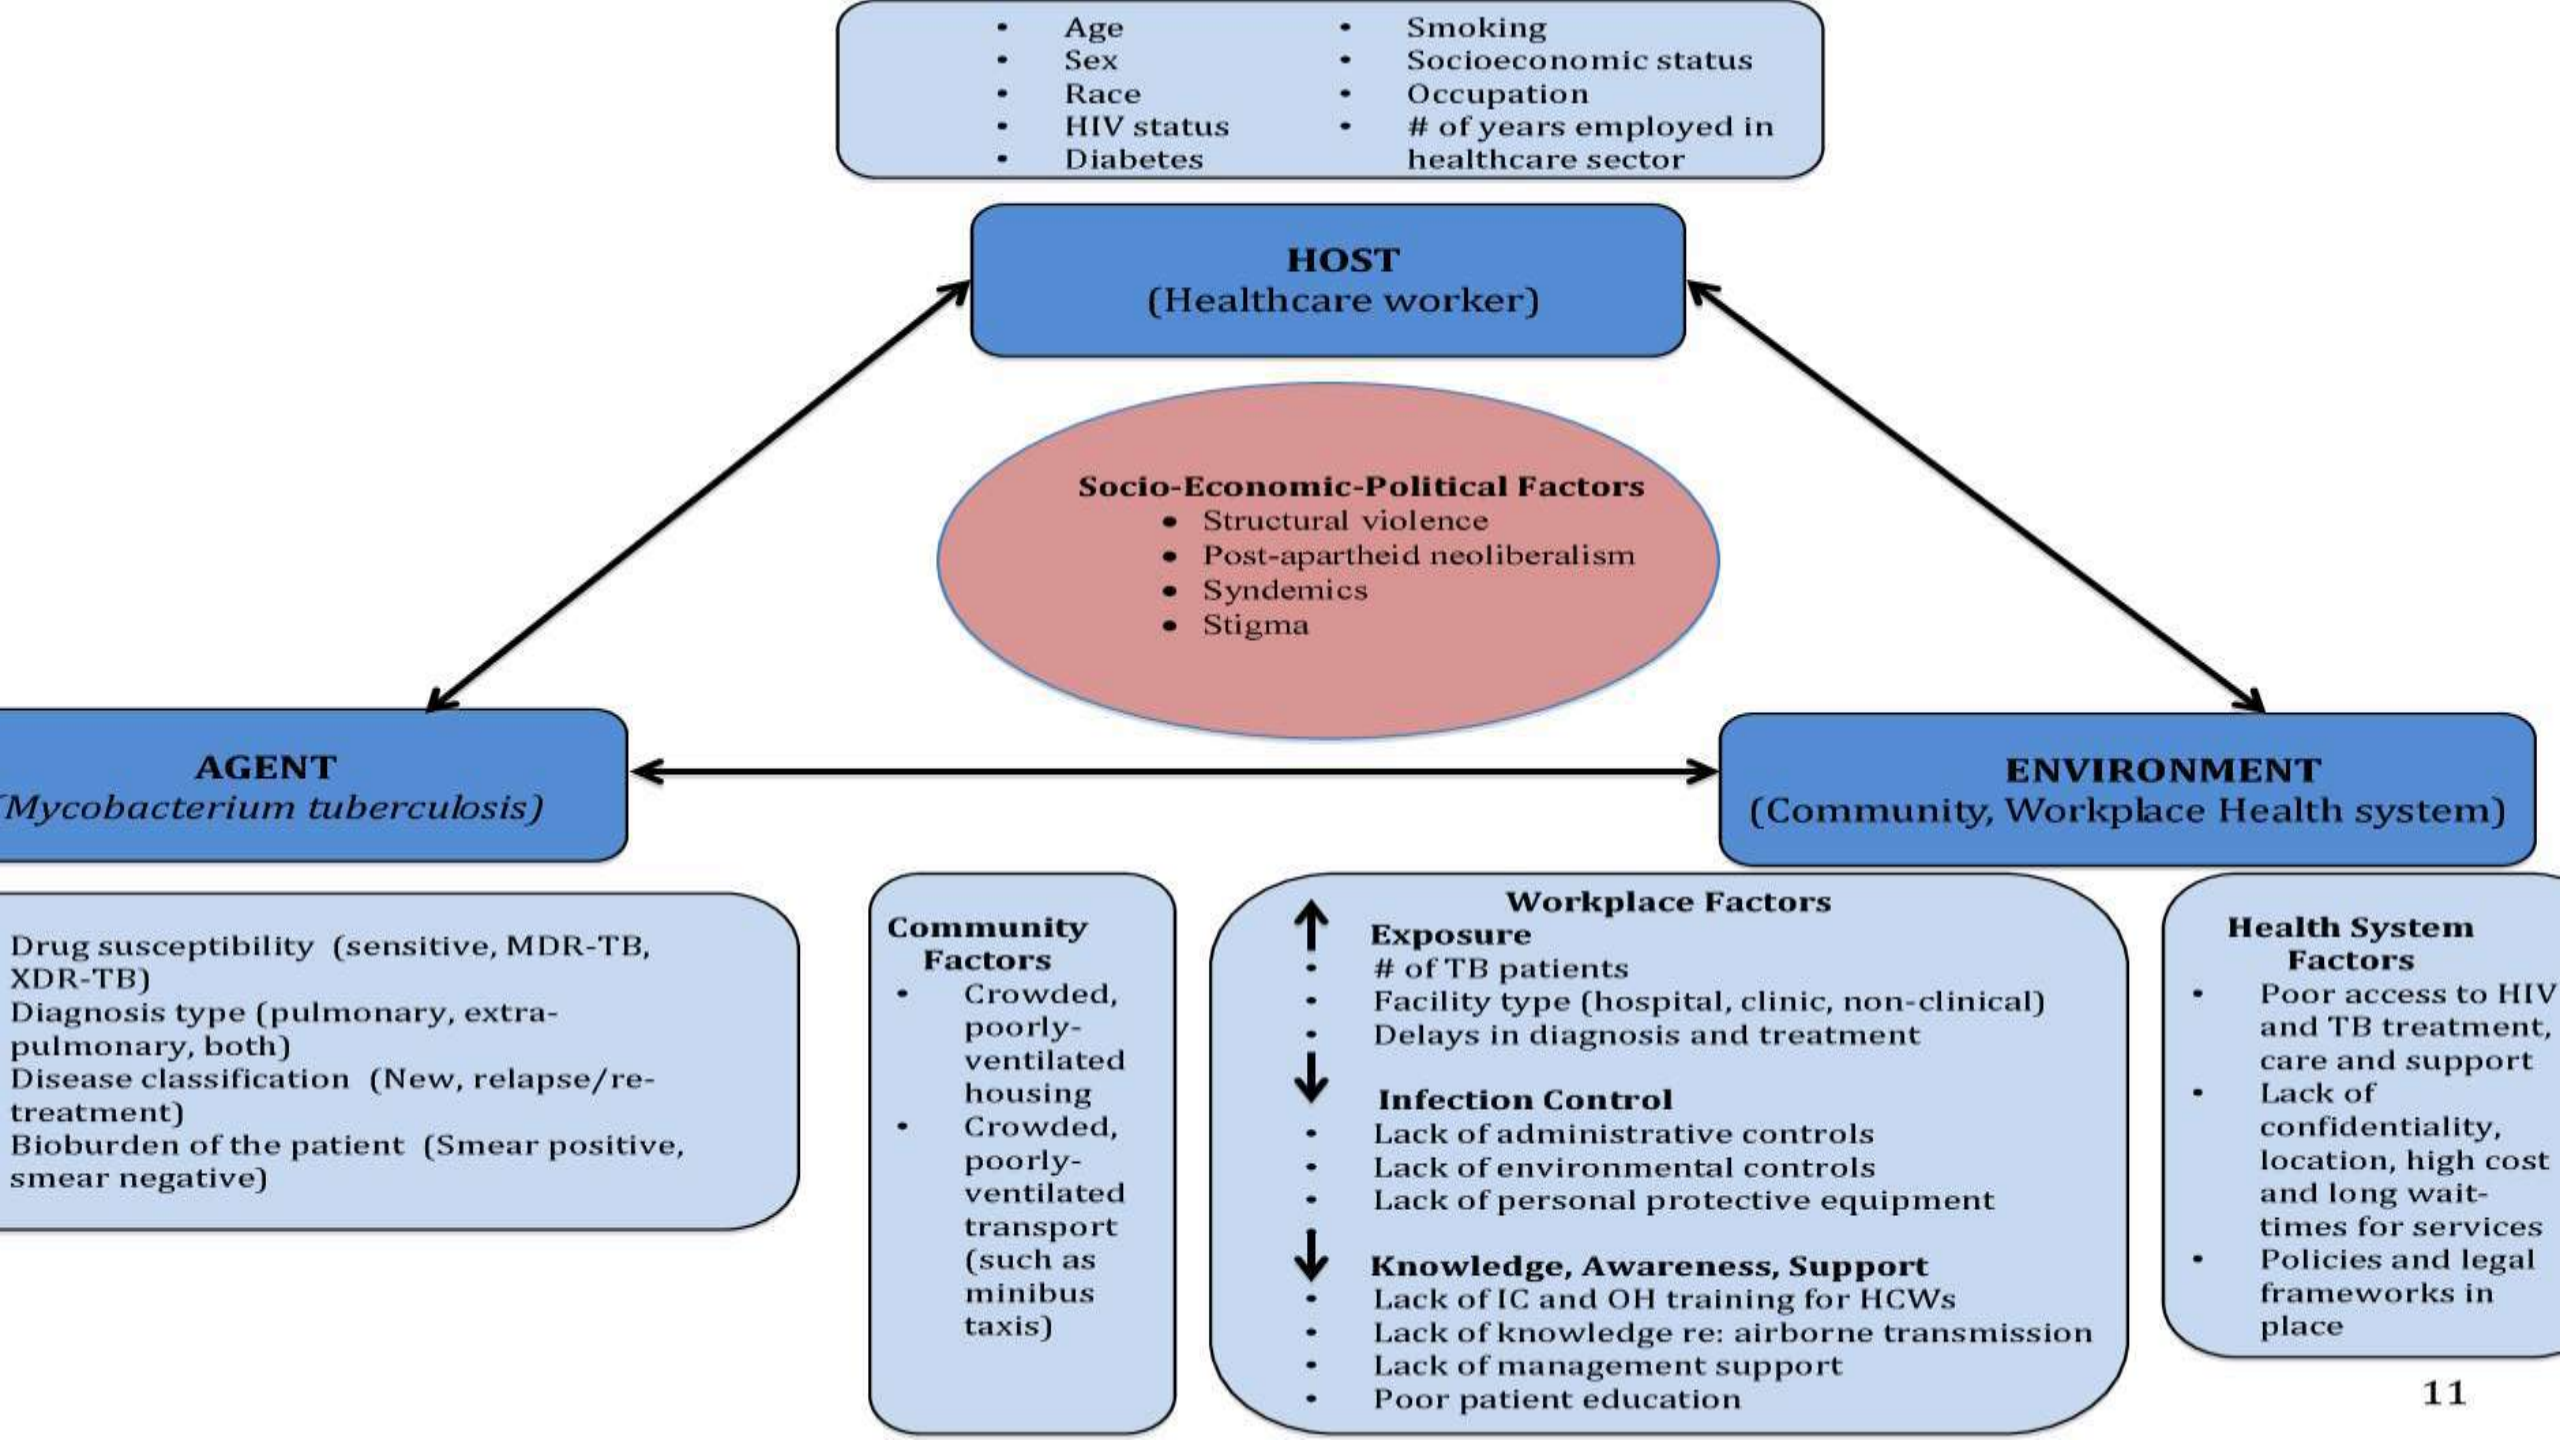 • Age
• Sex
• Race
• HIV status
• Diabetes
• Smoking
• Socioeconomic status
• Occupation
• # of years employed in
healthcare sector
HOST
(Healthcare worker)
Socio-Economic-Political Factors
• Structural violence
• Post-apartheid neoliberalism
• Syndemics
• Stigma
AGENT
(Mycobacterium tuberculosis)
ENVIRONMENT
(Community, Workplace Health system)
Drug susceptibility (sensitive, MDR-TB,
XDR-TB)
Diagnosis type (pulmonary, extra-
pulmonary, both)
Disease classification (New, relapse/re-
treatment)
Bioburden of the patient (Smear positive,
smear negative)
Community
Factors
• Crowded,
poorly-
ventilated
housing
• Crowded,
poorly-
ventilated
transport
(such as
minibus
taxis)
Workplace Factors
Exposure
• # of TB patients
• Facility type (hospital, clinic, non-clinical)
• Delays in diagnosis and treatment
Infection Control
• Lack of administrative controls
• Lack of environmental controls
• Lack of personal protective equipment
Knowledge, Awareness, Support
• Lack of IC and OH training for HCWs
• Lack of knowledge re: airborne transmission
• Lack of management support
• Poor patient education
Health System
Factors
• Poor access to HIV
and TB treatment,
care and support
• Lack of
confidentiality,
location, high cost
and long wait-
times for services
• Policies and legal
frameworks in
place
11